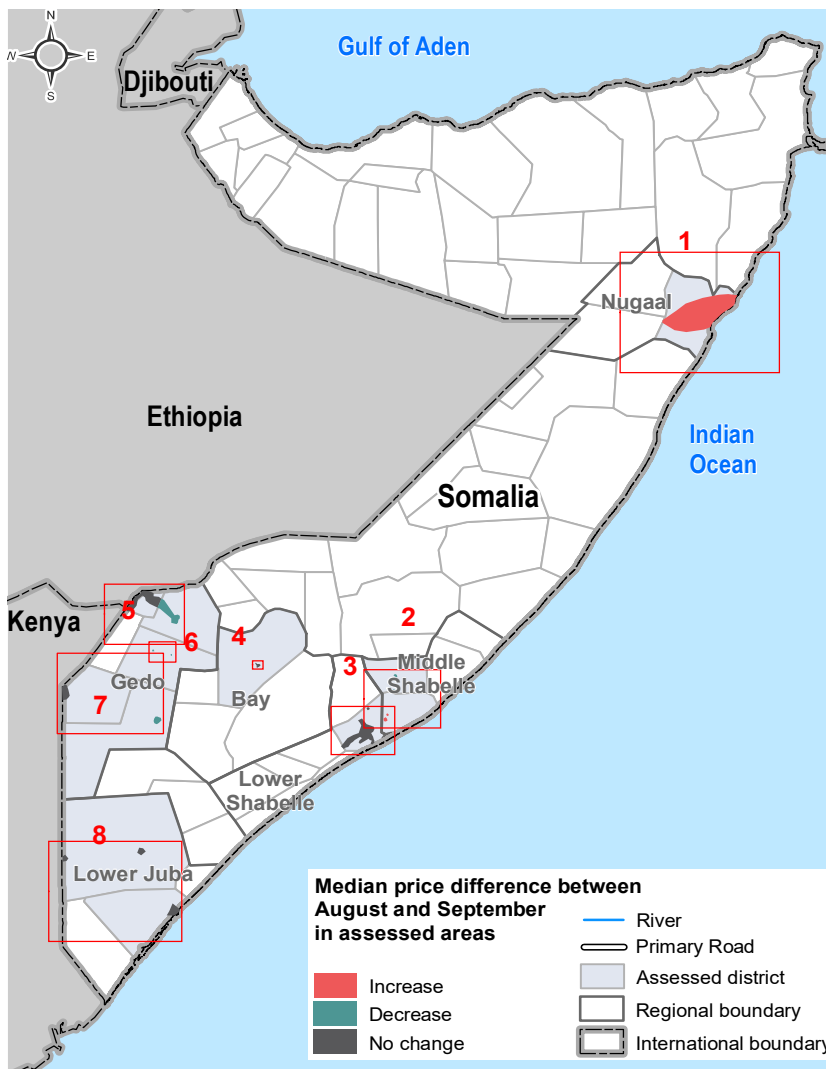 N
W
E
S
Gulf of Aden
Djibouti
1
Nugaal
Ethiopia
Indian
Ocean
Somalia
Kenya
5
6
4
2
3
Middle
Shabelle
Gedo
7
Bay
Lower
Shabelle
8
Lower Juba
Median price difference between
August and September
in assessed areas
Increase
Decrease
No change
River
Primary Road
Assessed district
Regional boundary
International boundary